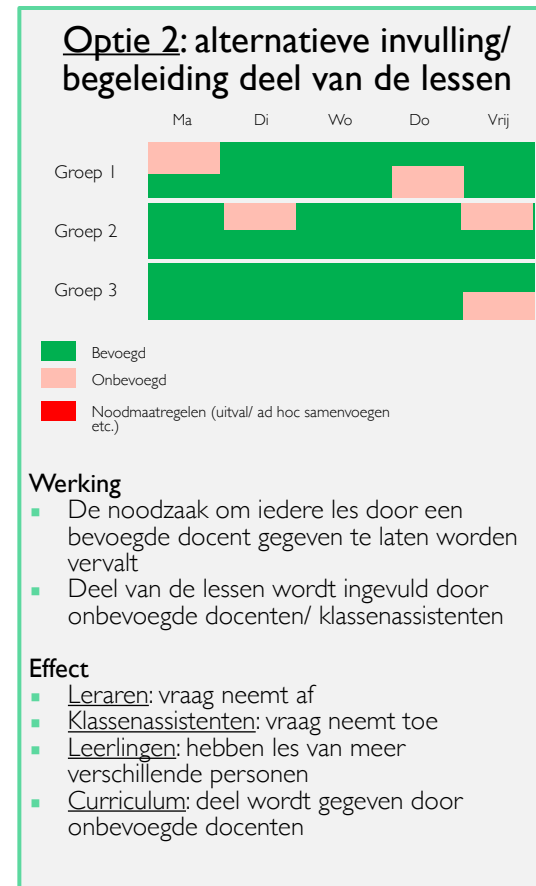 Optie 2: alternatieve invulling/
begeleiding deel van de lessen
Ma Di Wo Do Vrij
Groep 1
Groep 2
Groep 3
Bevoegd
Onbevoegd
Noodmaatregelen (uitval/ ad hoc samenvoegen
etc.)
Werking
▪ De noodzaak om iedere les door een
bevoegde docent gegeven te laten worden
vervalt
▪ Deel van de lessen wordt ingevuld door
onbevoegde docenten/ klassenassistenten
Effect
▪ Leraren: vraag neemt af
▪ Klassenassistenten: vraag neemt toe
▪ Leerlingen: hebben les van meer
verschillende personen
▪ Curriculum: deel wordt gegeven door
onbevoegde docenten